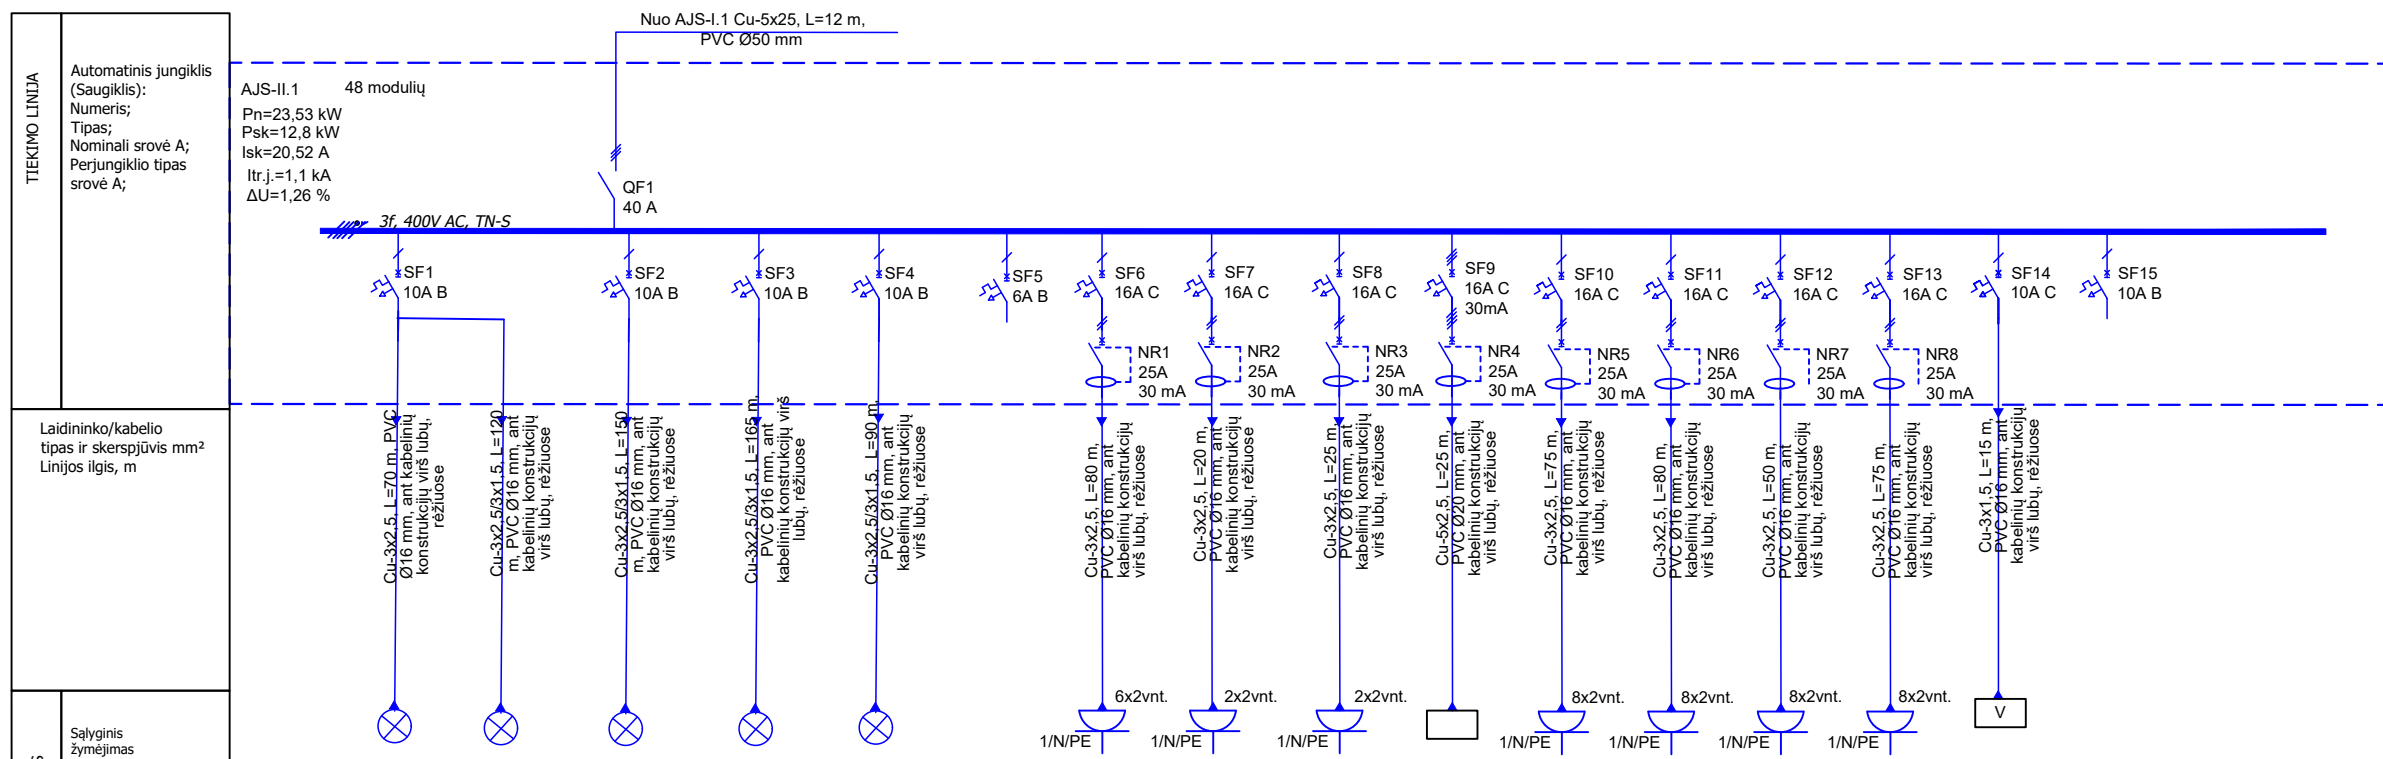 Nuo AJS-I.1 Cu-5x25, L=12 m,
PVC Ø50 mm
TIEKIMO LINIJA
Automatinis jungiklis
(Saugiklis):
Numeris;
Tipas;
Nominali srovė A;
Perjungiklio tipas
srovė A;
AJS-II.1 48 modulių
Pn=23,53 kW
Psk=12,8 kW
Isk=20,52 A
Itr.j.=1,1 kA
ΔU=1,26 %
QF1
40 A
3f, 400V AC, TN-S
SF1
10A B
SF2
10A B
SF3
10A B
SF4
10A B
SF5
6A B
SF6
16A C
SF7
16A C
SF8
16A C
SF9
16A C
30mA
SF10
16A C
SF11
16A C
SF12
16A C
SF13
16A C
SF14
10A C
SF15
10A B
NR1
25A
30 mA
NR2
25A
30 mA
NR3
25A
30 mA
NR4
25A
30 mA
NR5
25A
30 mA
NR6
25A
30 mA
NR7
25A
30 mA
NR8
25A
30 mA
Laidininko/kabelio
tipas ir skerspjūvis mm²
Linijos ilgis, m
Cu-3x2,5, L=70 m, PVC
Ø16 mm, ant kabelinių
konstrukcijų virš lubų,
rėžiuose
Cu-3x2,5/3x1,5, L=120
m, PVC Ø16 mm, ant
kabelinių konstrukcijų
virš lubų, rėžiuose
Cu-3x2,5/3x1,5, L=150
m, PVC Ø16 mm, ant
kabelinių konstrukcijų
virš lubų, rėžiuose
Cu-3x2,5/3x1,5, L=165 m,
PVC Ø16 mm, ant
kabelinių konstrukcijų virš
lubų, rėžiuose
Cu-3x2,5/3x1,5, L=90 m,
PVC Ø16 mm, ant
kabelinių konstrukcijų
virš lubų, rėžiuose
Cu-3x2,5, L=80 m,
PVC Ø16 mm, ant
kabelinių konstrukcijų
virš lubų, rėžiuose
Cu-3x2,5, L=20 m,
PVC Ø16 mm, ant
kabelinių konstrukcijų
virš lubų, rėžiuose
Cu-3x2,5, L=25 m,
PVC Ø16 mm, ant
kabelinių konstrukcijų
virš lubų, rėžiuose
Cu-5x2,5, L=25 m,
PVC Ø20 mm, ant
kabelinių konstrukcijų
virš lubų, rėžiuose
Cu-3x2,5, L=75 m,
PVC Ø16 mm, ant
kabelinių konstrukcijų
virš lubų, rėžiuose
Cu-3x2,5, L=80 m,
PVC Ø16 mm, ant
kabelinių konstrukcijų
virš lubų, rėžiuose
Cu-3x2,5, L=50 m,
PVC Ø16 mm, ant
kabelinių konstrukcijų
virš lubų, rėžiuose
Cu-3x2,5, L=75 m,
PVC Ø16 mm, ant
kabelinių konstrukcijų
virš lubų, rėžiuose
Cu-3x1,5, L=15 m,
PVC Ø16 mm, ant
kabelinių konstrukcijų
virš lubų, rėžiuose
Sąlyginis
žymėjimas
6x2vnt.
1/N/PE
2x2vnt.
1/N/PE
2x2vnt.
1/N/PE
8x2vnt.
1/N/PE
8x2vnt.
1/N/PE
8x2vnt.
1/N/PE
8x2vnt.
1/N/PE
V